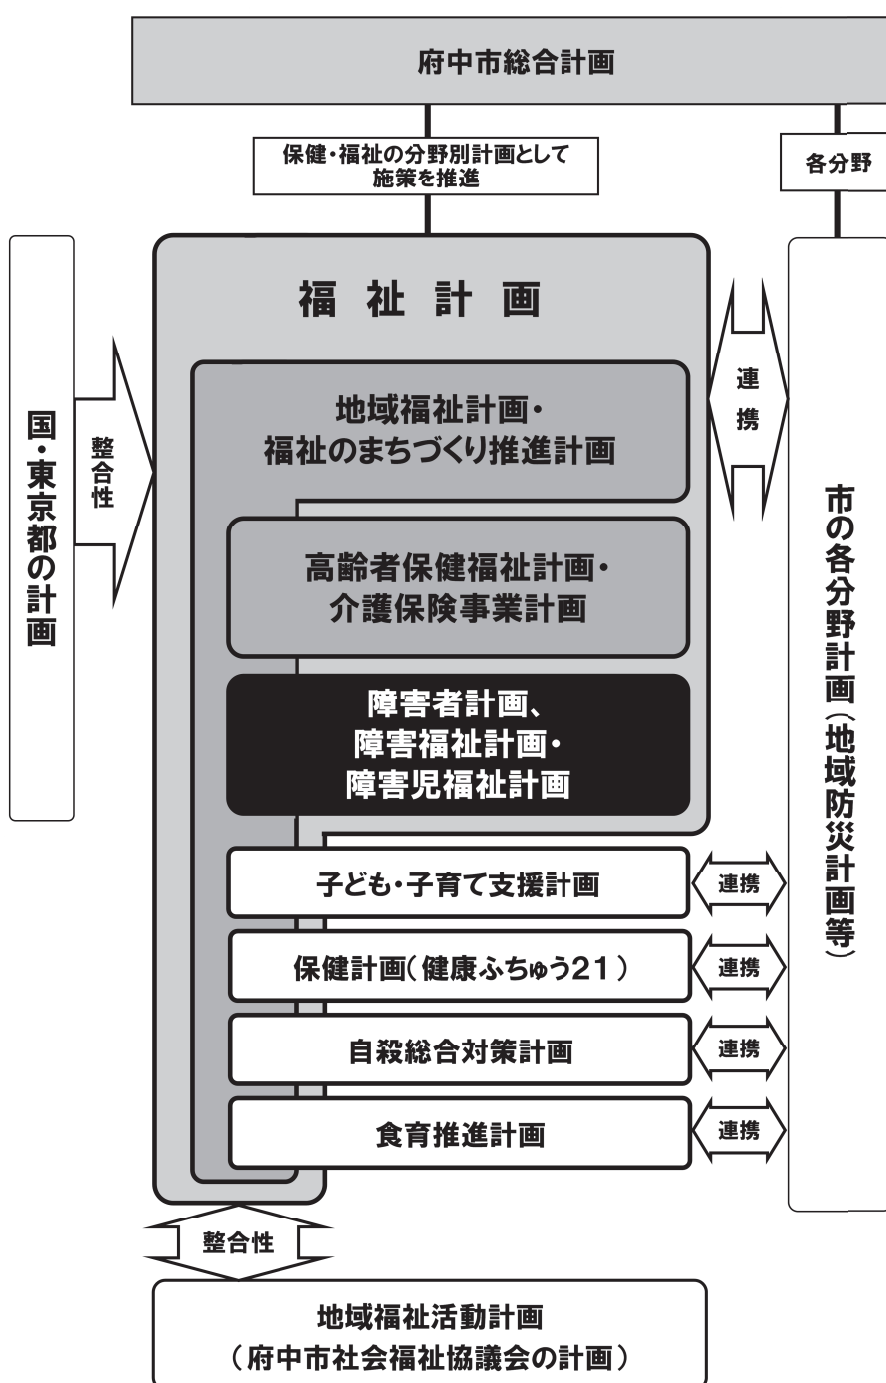 府中市総合計画
保健・福祉の分野別計画として
施策を推進
各分野
福祉計画
国・東京都の計画
整合性
地域福祉計画・
福祉のまちづくり推進計画
連携
高齢者保健福祉計画・
介護保険事業計画
障害者計画、
障害福祉計画・
障害児福祉計画
市の各分野計画（地域防災計画等）
子ども・子育て支援計画
連携
保健計画（健康ふちゅう21）
連携
自殺総合対策計画
連携
食育推進計画
連携
整合性
地域福祉活動計画
（府中市社会福祉協議会の計画）